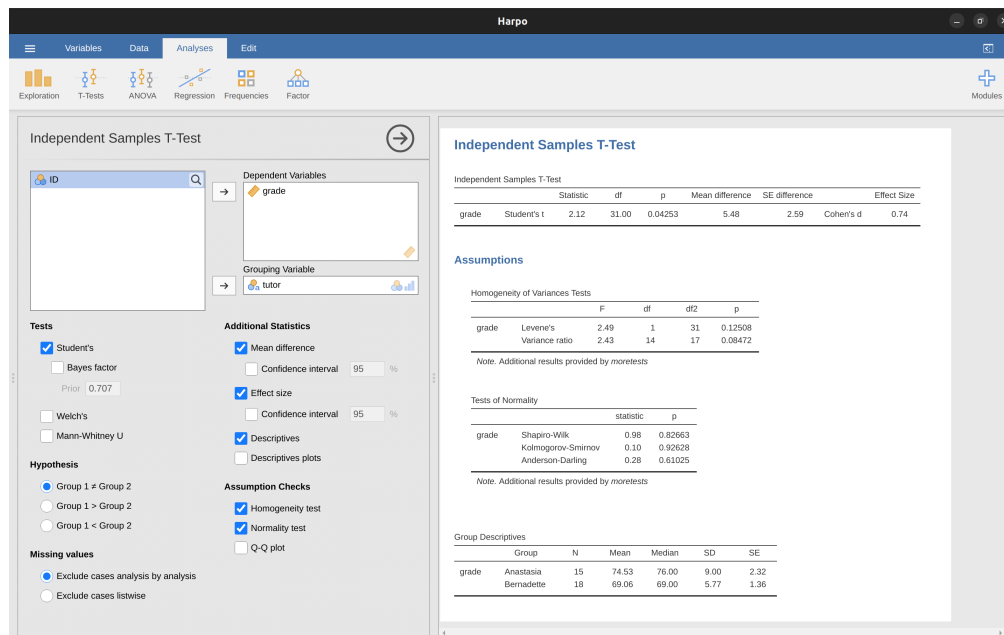 Harpo
Variables Data Analyses Edit
Exploration T-Tests ANOVA Regression Frequencies Factor Modules
Independent Samples T-Test
ID
Dependent Variables
grade
Grouping Variable
a tutor
Tests
Student's
Bayes factor
Prior 0.707
Welch's
Mann-Whitney U
Hypothesis
Group 1 ≠ Group 2
Group 1 > Group 2
Group 1 < Group 2
Missing values
Exclude cases analysis by analysis
Exclude cases listwise
Additional Statistics
Mean difference
Confidence interval 95 %
Effect size
Confidence interval 95 %
Descriptives
Descriptives plots
Assumption Checks
Homogeneity test
Normality test
Q-Q plot
Independent Samples T-Test
Independent Samples T-Test
Statistic df p Mean difference SE difference Effect Size
grade Student's t 2.12 31.00 0.04253 5.48 2.59 Cohen's d 0.74
Assumptions
Homogeneity of Variances Tests
F df df2 p
grade Levene's 2.49 1 31 0.12508
Variance ratio 2.43 14 17 0.08472
Note. Additional results provided by moretests
Tests of Normality
statistic p
grade Shapiro-Wilk 0.98 0.82663
Kolmogorov-Smirnov 0.10 0.92628
Anderson-Darling 0.28 0.61025
Note. Additional results provided by moretests
Group Descriptives
Group N Mean Median SD SE
grade Anastasia 15 74.53 76.00 9.00 2.32
Bernadette 18 69.06 69.00 5.77 1.36